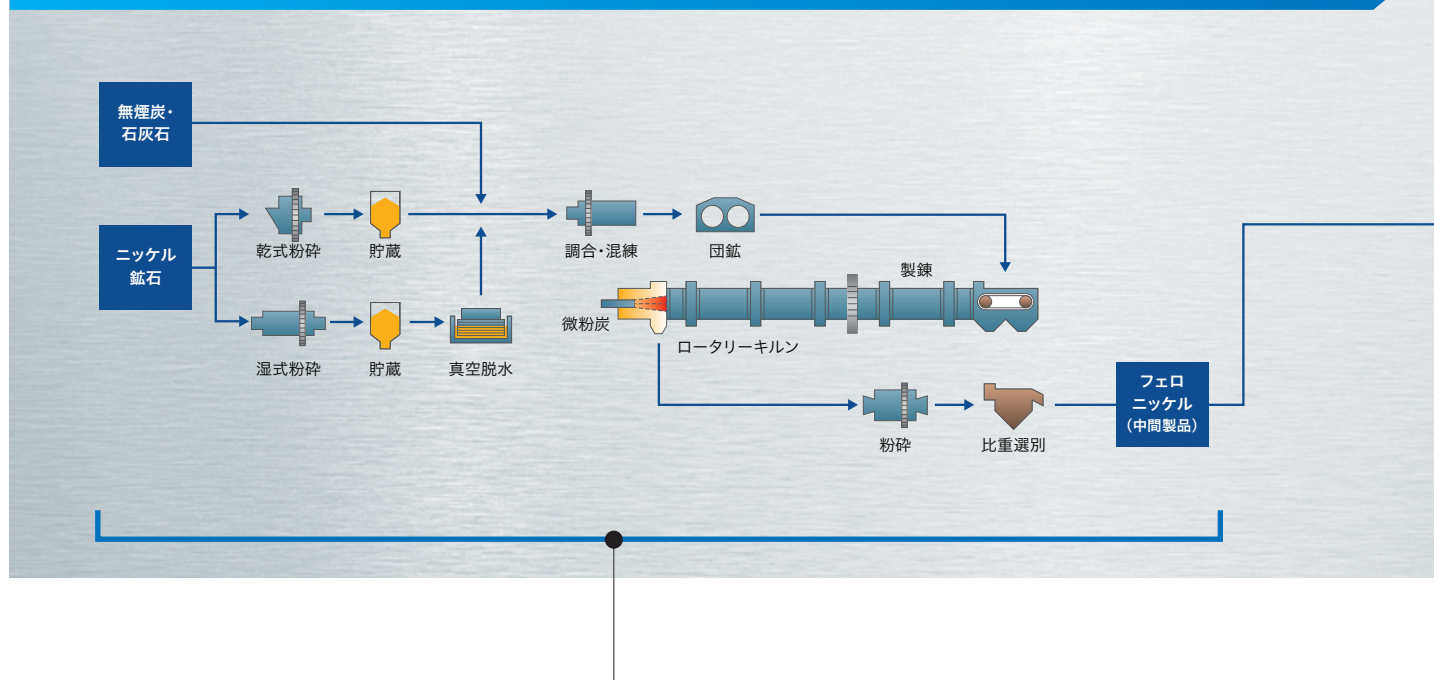 無煙炭・
石灰石
ニッケル
鉱石
乾式粉砕
貯蔵
調合・混練
団鉱
製錬
微粉炭
ロータリーキルン
湿式粉砕
貯蔵
真空脱水
粉砕
比重選別
フェロ
ニッケル
（中間製品）